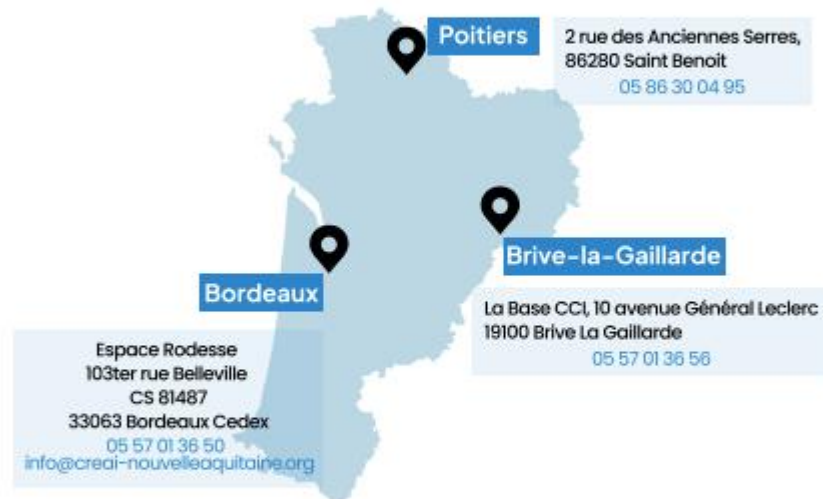 Poitiers
2 rue des Anciennes Serres,
86280 Saint Benoit
05 86 30 04 95
Brive-la-Gaillarde
La Base CCI, 10 avenue Général Leclerc
19100 Brive La Gaillarde
05 57 01 36 56
Bordeaux
Espace Rodesse
103ter rue Belleville
CS 81487
33063 Bordeaux Cedex
05 57 01 36 50
info@creai-nouvelleaquitaine.org